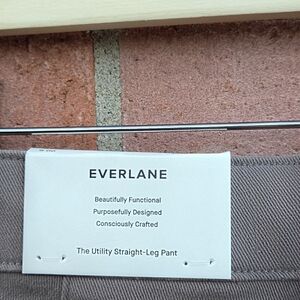 EVERLANE
Beautifully Functional
Purposefully Designed
Consciously Crafted
The Utility Straight-Leg Pant